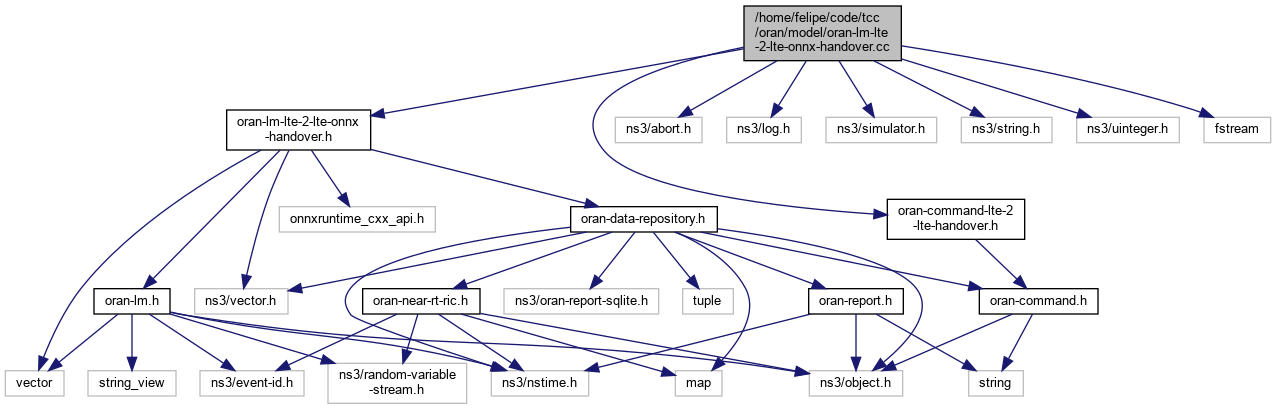 /home/felipe/code/tcc
/oran/model/oran-lm-lte
-2-lte-onnx-handover.cc
oran-lm-lte-2-lte-onnx
-handover.h
ns3/abort.h
ns3/log.h
ns3/simulator.h
ns3/string.h
ns3/uinteger.h
fstream
onnxruntime_cxx_api.h
oran-data-repository.h
oran-command-lte-2
-lte-handover.h
oran-lm.h
ns3/vector.h
oran-near-rt-ric.h
ns3/oran-report-sqlite.h
tuple
oran-report.h
oran-command.h
vector
string_view
ns3/event-id.h
ns3/random-variable
-stream.h
ns3/nstime.h
map
ns3/object.h
string